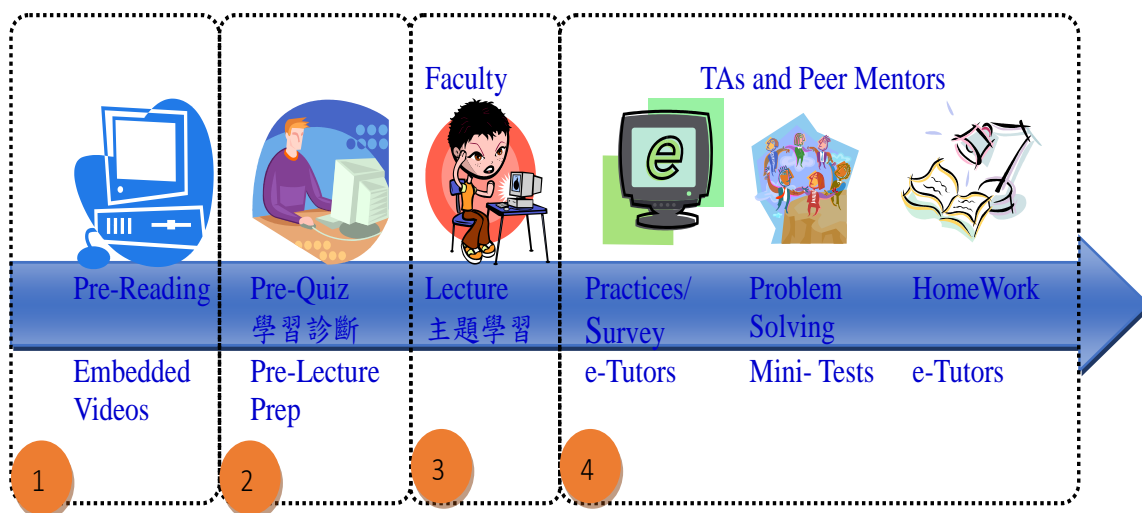 Faculty
TAs and Peer Mentors
e
Pre-Reading
Pre-Quiz
學習診斷
Lecture
主題學習
Practices/
Survey
Problem
Solving
HomeWork
Embedded
Videos
Pre-Lecture
Prep
e-Tutors
Mini- Tests
e-Tutors
1
2
3
4